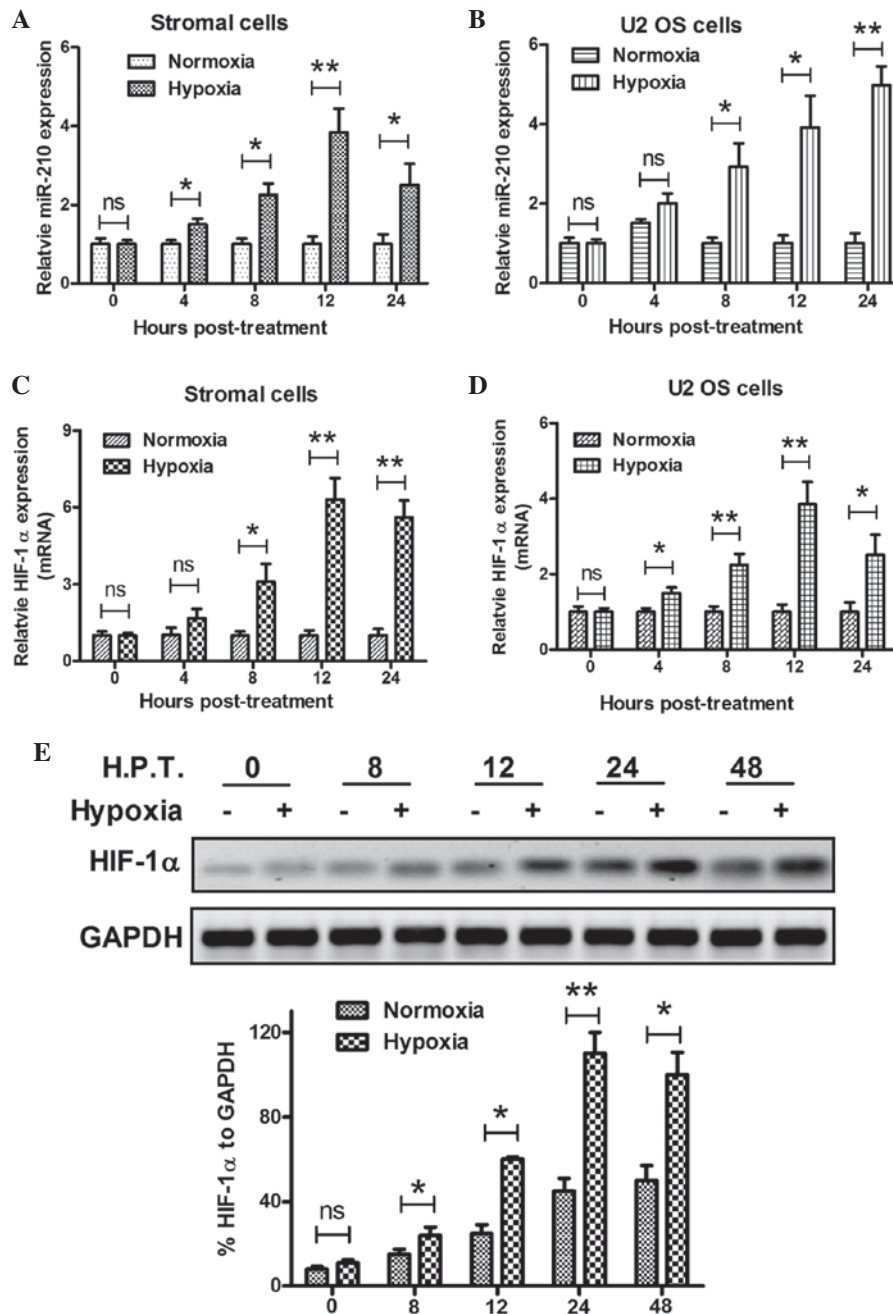 A
Stromal cells
Relatvie miR-210 expression
6
4
2
0
Normoxia
Hypoxia
ns
*
*
**
*
0 4 8 12 24
Hours post-treatment
B
U2 OS cells
Relatvie miR-210 expression
6
4
2
0
Normoxia
Hypoxia
ns
ns
*
*
**
0 4 8 12 24
Hours post-treatment
C
Stromal cells
Relatvie HIF-1 α expression
(mRNA)
9
6
3
0
Normoxia
Hypoxia
ns
ns
*
**
**
0 4 8 12 24
Hours post-treatment
D
U2 OS cells
Relatvie HIF-1 α expression
(mRNA)
6
4
2
0
Normoxia
Hypoxia
ns
*
**
**
*
0 4 8 12 24
Hours post-treatment
E
H.P.T. 0 8 12 24 48
Hypoxia - + - + - + - + - +
HIF-1α
GAPDH
% HIF-1α to GAPDH
120
80
40
0
Normoxia
Hypoxia
ns
*
*
**
*
0 8 12 24 48